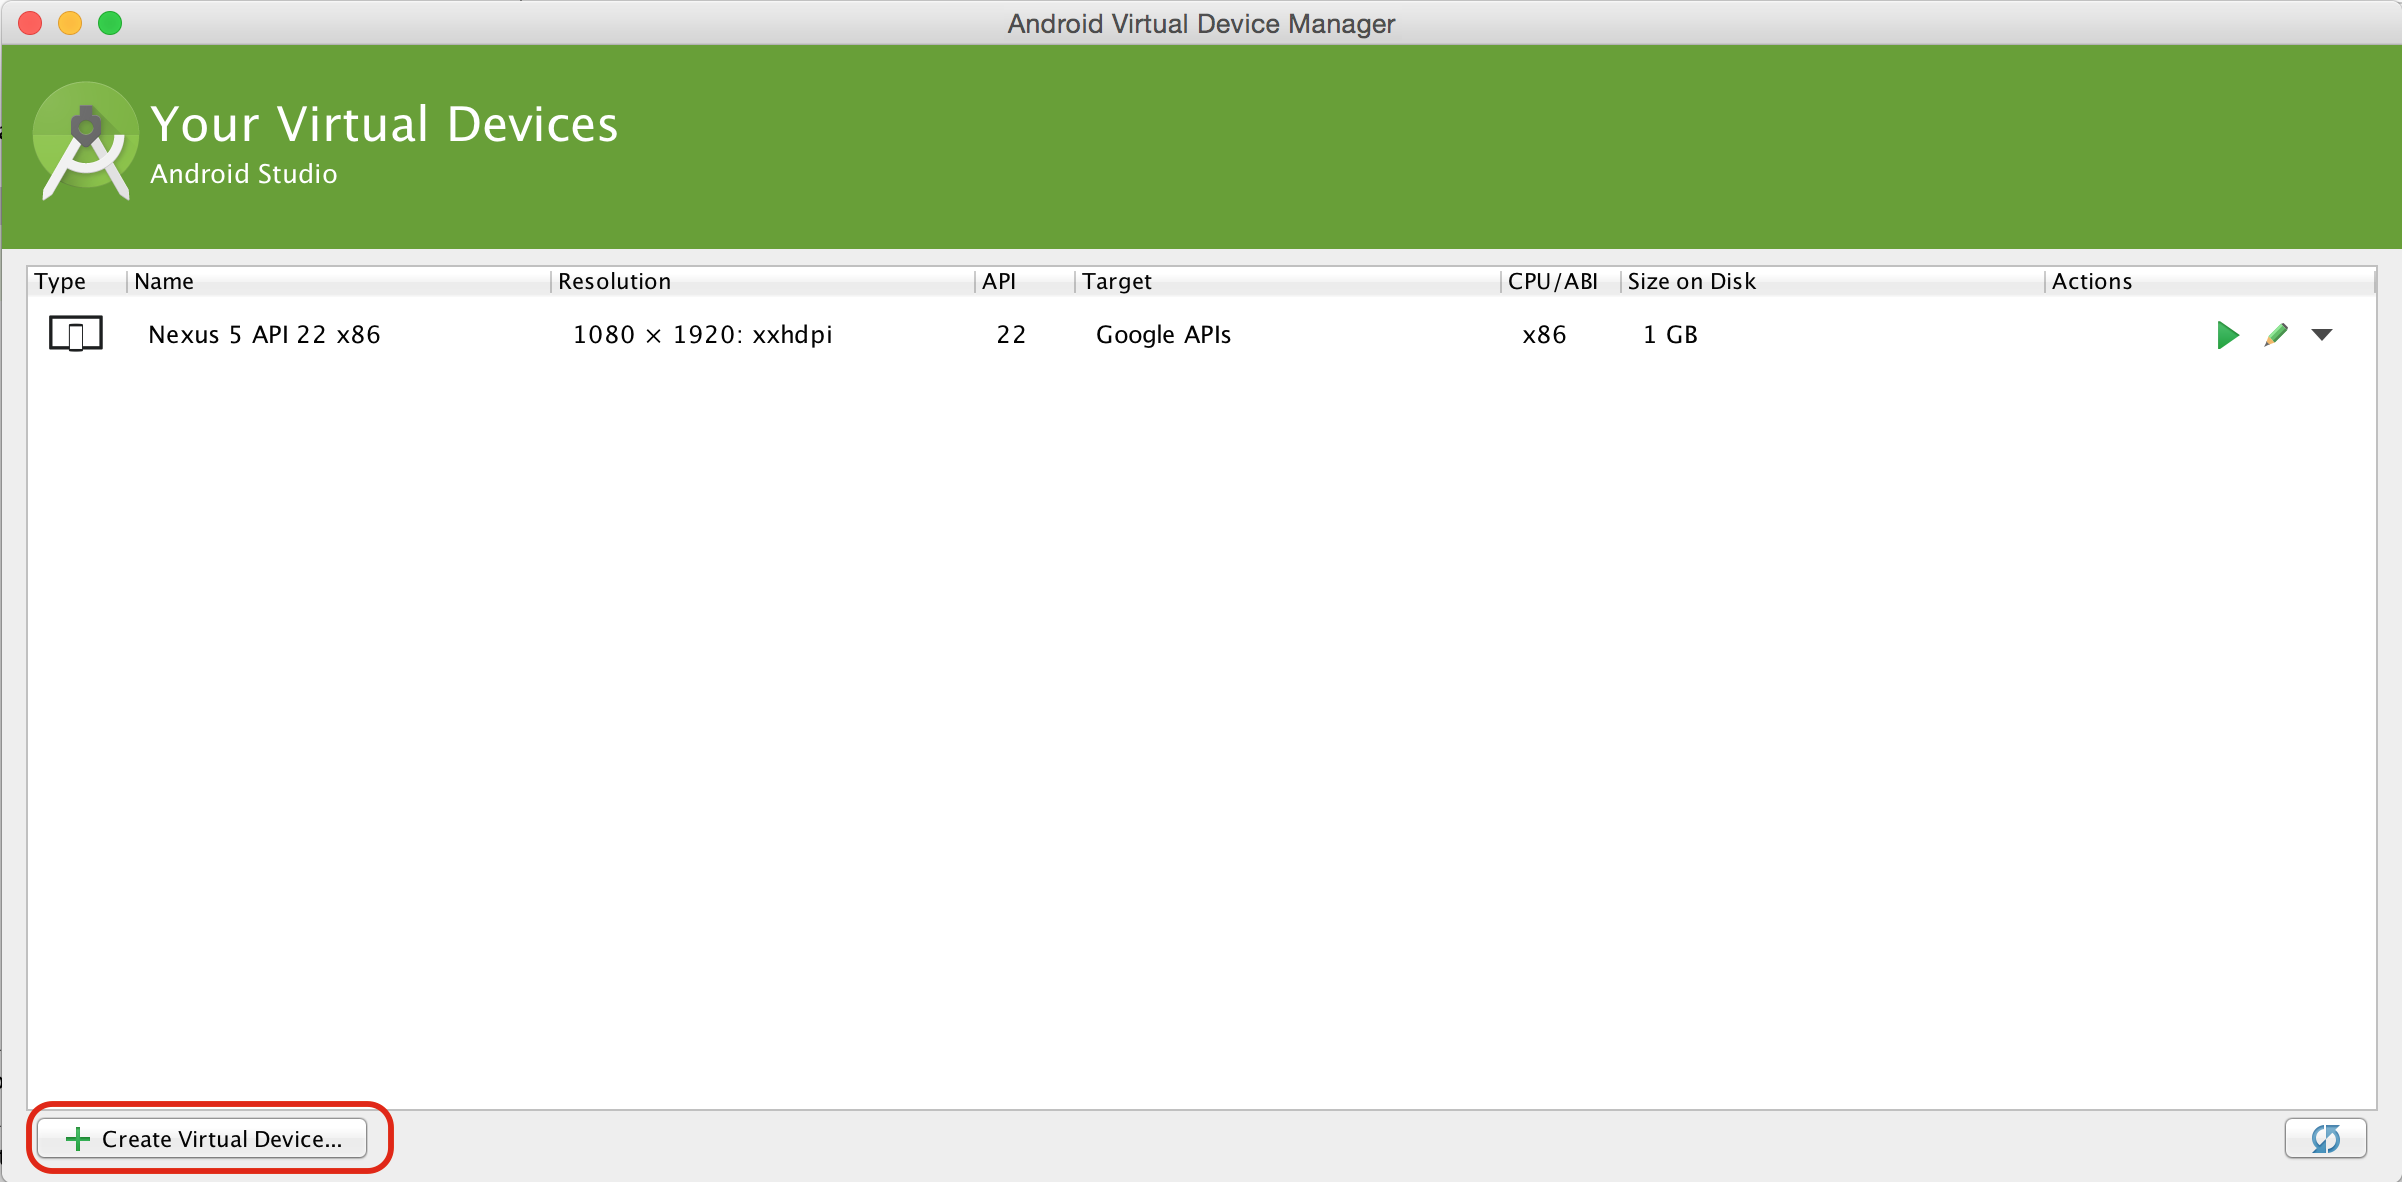 Android Virtual Device Manager
Your Virtual Devices
Android Studio
Type Name Resolution API Target CPU/ABI Size on Disk Actions
Nexus 5 API 22 x86 1080 × 1920: xxhdpi 22 Google APIs x86 1 GB
Create Virtual Device...